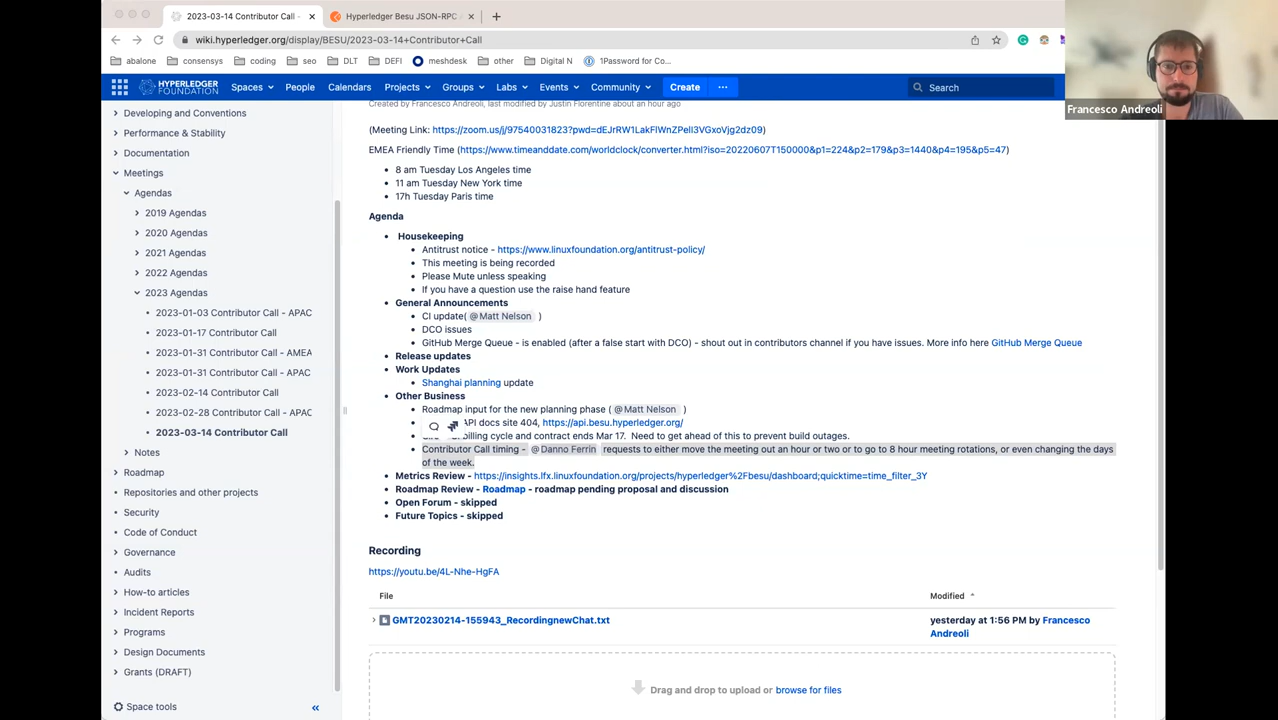 2023-03-14 Contributor Call -
Hyperledger Besu JSON-RPC
wiki.hyperledger.org/display/BESU/2023-03-14+Contributor+Call
abalone
consensys
coding
seo
DLT
DEFI
meshdesk
other
Digital N
1Password for Co...
HYPERLEDGER
FOUNDATION
Spaces
People
Calendars
Projects
Groups
Labs
Events
Community
Create
Search
Francesco Andreoli
Developing and Conventions
Performance & Stability
Documentation
Meetings
Agendas
2019 Agendas
2020 Agendas
2021 Agendas
2022 Agendas
2023 Agendas
2023-01-03 Contributor Call - APAC
2023-01-17 Contributor Call
2023-01-31 Contributor Call - AMEA
2023-01-31 Contributor Call - APAC
2023-02-14 Contributor Call
2023-02-28 Contributor Call - APAC
2023-03-14 Contributor Call
Notes
Roadmap
Repositories and other projects
Security
Code of Conduct
Governance
Audits
How-to articles
Incident Reports
Programs
Design Documents
Grants (DRAFT)
Space tools
Created by Francesco Andreoli, last modified by Justin Florentine about an hour ago
(Meeting Link: https://zoom.us/j/97540031823?pwd=dEJrRW1LakFlWnZPell3VGxoVjg2dz09)
EMEA Friendly Time (https://www.timeanddate.com/worldclock/converter.html?iso=20220607T150000&p1=224&p2=179&p3=1440&p4=195&p5=47)
8 am Tuesday Los Angeles time
11 am Tuesday New York time
17h Tuesday Paris time
Agenda
Housekeeping
Antitrust notice - https://www.linuxfoundation.org/antitrust-policy/
This meeting is being recorded
Please Mute unless speaking
If you have a question use the raise hand feature
General Announcements
CI update( @Matt Nelson )
DCO issues
GitHub Merge Queue - is enabled (after a false start with DCO) - shout out in contributors channel if you have issues. More info here GitHub Merge Queue
Release updates
Work Updates
Shanghai planning update
Other Business
Roadmap input for the new planning phase ( @Matt Nelson )
API docs site 404, https://api.besu.hyperledger.org/
billing cycle and contract ends Mar 17. Need to get ahead of this to prevent build outages.
Contributor Call timing - @Danno Ferrin requests to either move the meeting out an hour or two or to go to 8 hour meeting rotations, or even changing the days
of the week.
Metrics Review - https://insights.lfx.linuxfoundation.org/projects/hyperledger%2Fbesu/dashboard;quicktime=time_filter_3Y
Roadmap Review - Roadmap - roadmap pending proposal and discussion
Open Forum - skipped
Future Topics - skipped
Recording
https://youtu.be/4L-Nhe-HgFA
File
Modified
GMT20230214-155943_RecordingnewChat.txt
yesterday at 1:56 PM by Francesco
Andreoli
Drag and drop to upload or browse for files